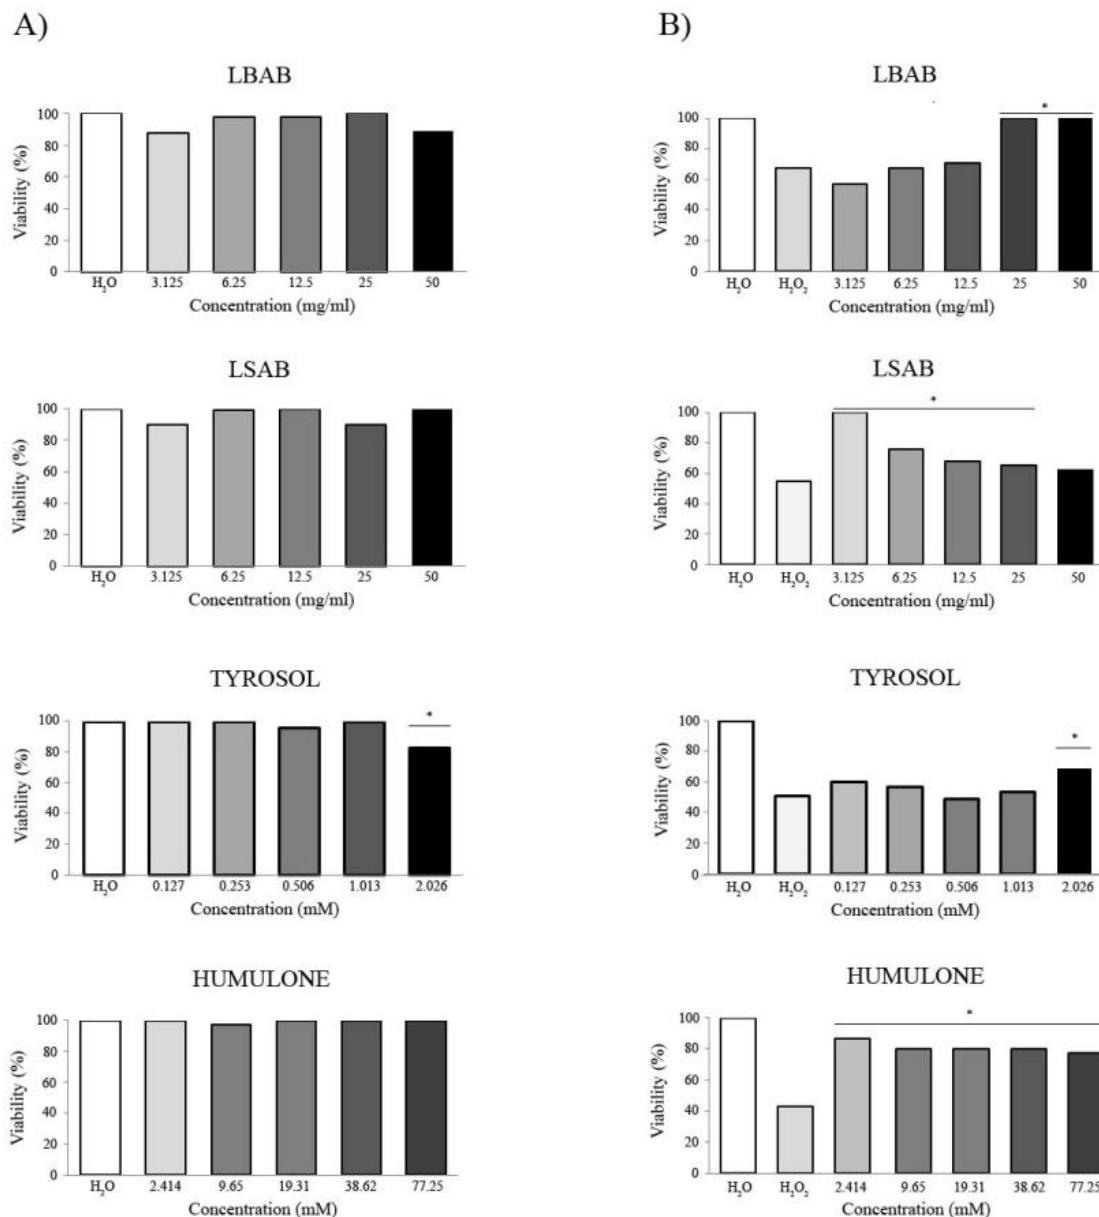 A)
LBAB
100
80
60
40
20
0
Viability (%)
H₂O 3.125 6.25 12.5 25 50
Concentration (mg/ml)
LSAB
100
80
60
40
20
0
Viability (%)
H₂O 3.125 6.25 12.5 25 50
Concentration (mg/ml)
TYROSOL
*
100
80
60
40
20
0
Viability (%)
H₂O 0.127 0.253 0.506 1.013 2.026
Concentration (mM)
HUMULONE
100
80
60
40
20
0
Viability (%)
H₂O 2.414 9.65 19.31 38.62 77.25
Concentration (mM)
B)
LBAB
*
100
80
60
40
20
0
Viability (%)
H₂O H₂O₂ 3.125 6.25 12.5 25 50
Concentration (mg/ml)
LSAB
*
100
80
60
40
20
0
Viability (%)
H₂O H₂O₂ 3.125 6.25 12.5 25 50
Concentration (mg/ml)
TYROSOL
*
100
80
60
40
20
0
Viability (%)
H₂O H₂O₂ 0.127 0.253 0.506 1.013 2.026
Concentration (mM)
HUMULONE
*
100
80
60
40
20
0
Viability (%)
H₂O H₂O₂ 2.414 9.65 19.31 38.62 77.25
Concentration (mM)